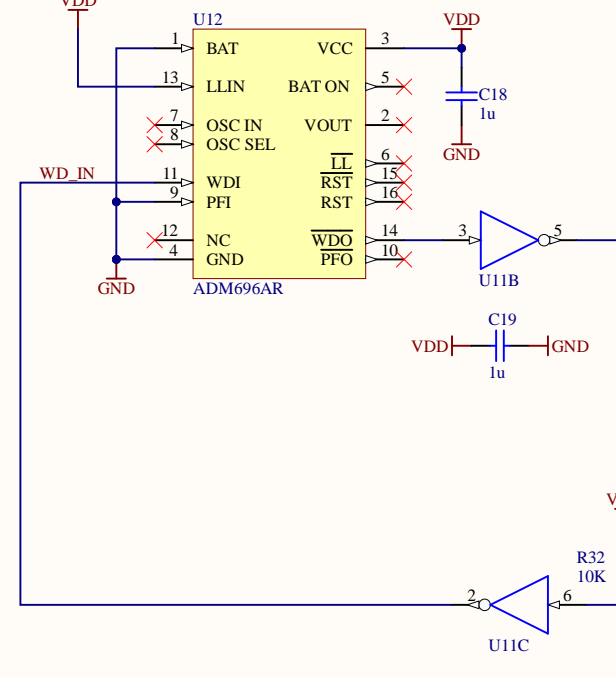 VDD
U12
VDD
1 BAT VCC 3
13 LLIN BAT ON 5
C18
1u
7 OSC IN VOUT 2
8 OSC SEL
GND
LL 6
WD_IN 11 WDI RST 15
9 PFI RST 16
12 NC WDO 14 3 5
4 GND PFO 10
GND
ADM696AR
U11B
C19
VDD GND
1u
V
R32
10K
2 6
U11C